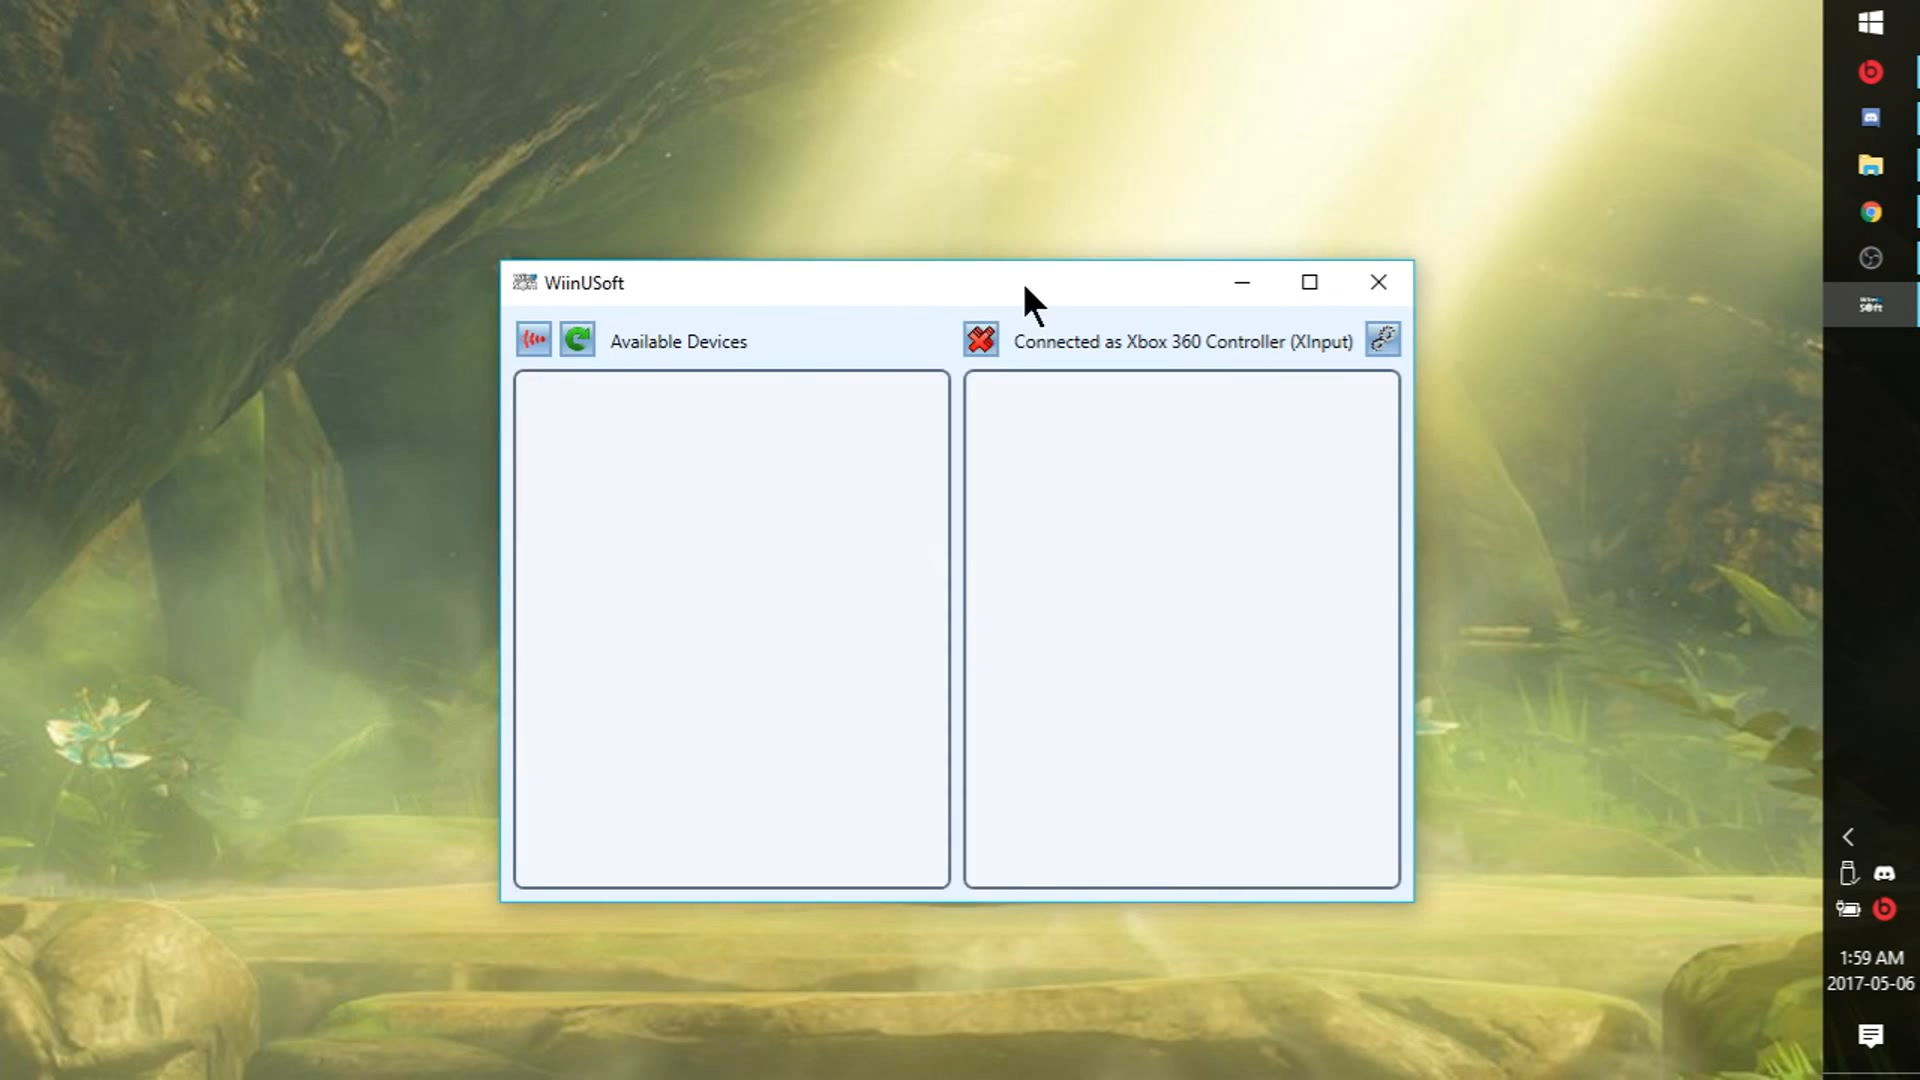 WiinUSoft
Available Devices
Connected as Xbox 360 Controller (XInput)
1:59 AM
2017-05-06